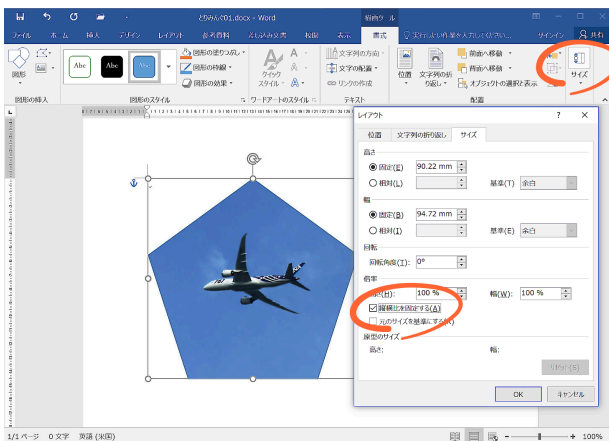 とりみんぐ01.docx - Word
描画ツール
ファイル ホーム 挿入 デザイン レイアウト 参考資料 差し込み文書 校閲 表示 書式 実行したい作業を入力してください... サインイン 共有
図形
Abc Abc Abc
図形の塗りつぶし
図形の枠線
図形の効果
クイック
スタイル
文字列の方向
文字の配置
リンクの作成
位置
文字列の折
り返し
前面へ移動
背面へ移動
オブジェクトの選択と表示
サイズ
図形の挿入 図形のスタイル ワードアートのスタイル テキスト 配置
レイアウト ? ×
位置 文字列の折り返し サイズ
高さ
固定(E) 90.22 mm
相対(L) 基準(T) 余白
幅
固定(B) 94.72 mm
相対(I) 基準(E) 余白
回転
回転角度(T): 0°
倍率
高さ(H): 100 % 幅(W): 100 %
縦横比を固定する(A)
元のサイズを基準にする(R)
原型のサイズ
高さ: 幅:
リセット(S)
OK キャンセル
1/1 ページ 0 文字 英語 (米国) 100%